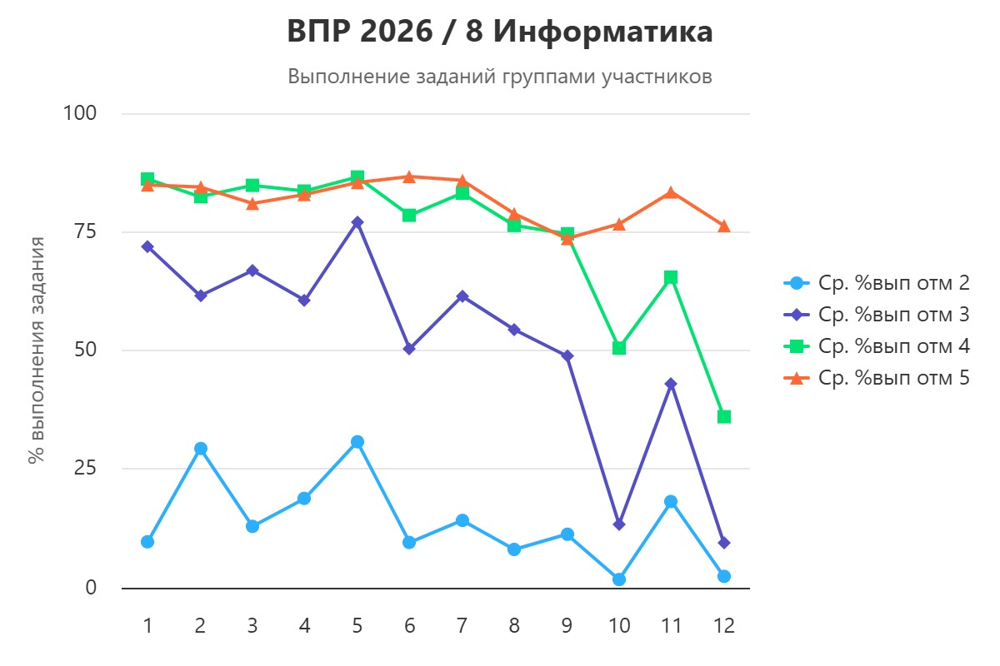 ВПР 2026 / 8 Информатика
Выполнение заданий группами участников
% выполнения задания
100
75
50
25
0
1 2 3 4 5 6 7 8 9 10 11 12
Ср. %вып отм 2
Ср. %вып отм 3
Ср. %вып отм 4
Ср. %вып отм 5